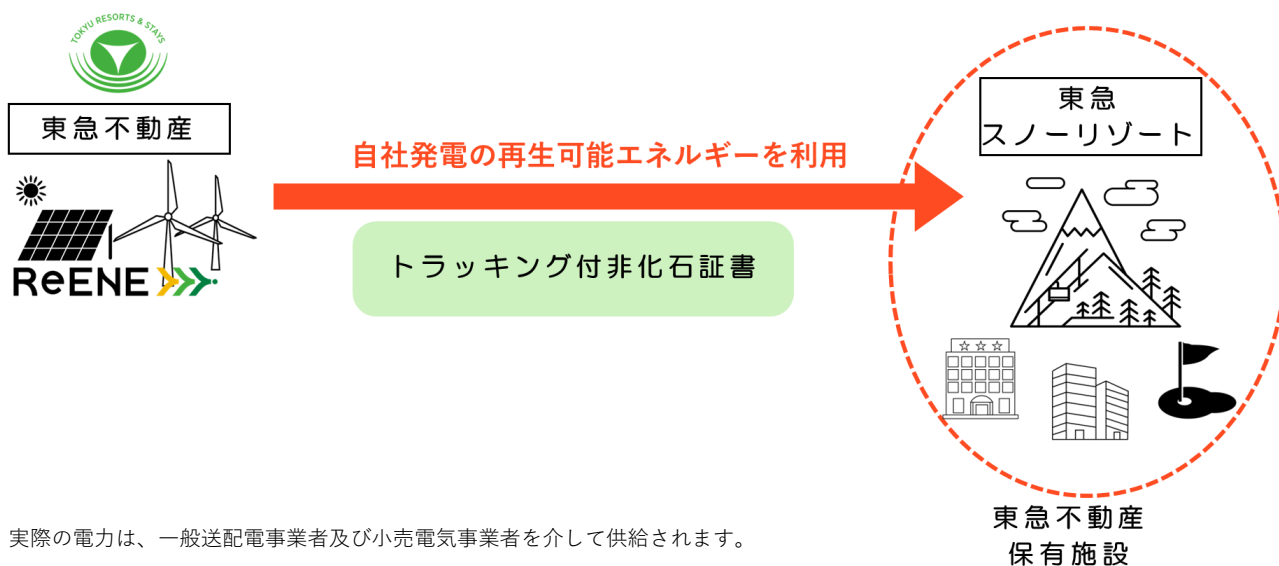 TOKYU RESORTS & STAYS
東急不動産
ReENE
自社発電の再生可能エネルギーを利用
トラッキング付非化石証書
東急
スノーリゾート
東急不動産
保有施設
実際の電力は、一般送配電事業者及び小売電気事業者を介して供給されます。